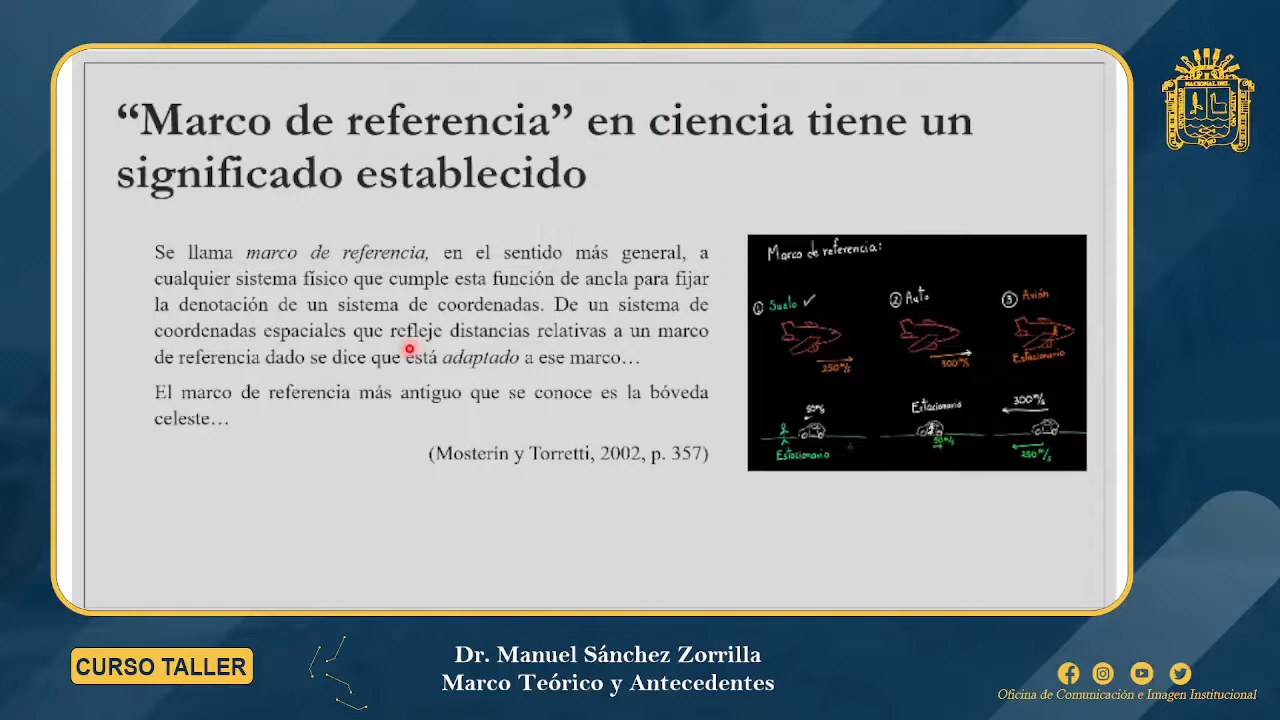 “Marco de referencia” en ciencia tiene un
significado establecido
Se llama marco de referencia, en el sentido más general, a
cualquier sistema físico que cumple esta función de ancla para fijar
la denotación de un sistema de coordenadas. De un sistema de
coordenadas espaciales que refleje distancias relativas a un marco
de referencia dado se dice que está adaptado a ese marco…
El marco de referencia más antiguo que se conoce es la bóveda
celeste…
(Mosterín y Torretti, 2002, p. 357)
Marco de referencia:
① Suelo ✓
② Auto
③ Avión
250 m/s
300 m/s
Estacionario
50 m/s
Estacionario
300 m/s
50 m/s
Estacionario
250 m/s
CURSO TALLER
Dr. Manuel Sánchez Zorrilla
Marco Teórico y Antecedentes
Oficina de Comunicación e Imagen Institucional